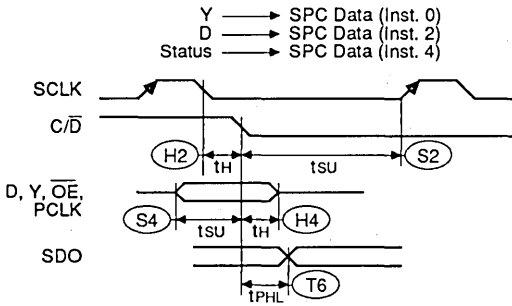 Y → SPC Data (Inst. 0)
D → SPC Data (Inst. 2)
Status → SPC Data (Inst. 4)
SCLK
C/D̅
H2 tH tSU S2
D, Y, O̅E̅,
PCLK
S4 tSU tH H4
SDO
tPHL T6